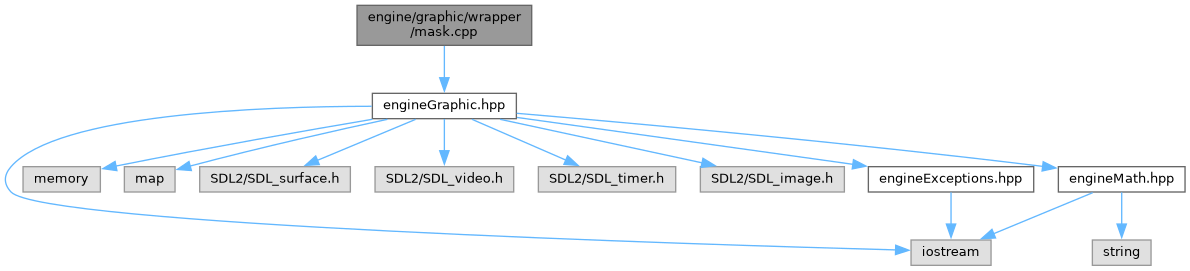 engine/graphic/wrapper
/mask.cpp
engineGraphic.hpp
memory
map
SDL2/SDL_surface.h
SDL2/SDL_video.h
SDL2/SDL_timer.h
SDL2/SDL_image.h
engineExceptions.hpp
engineMath.hpp
iostream
string